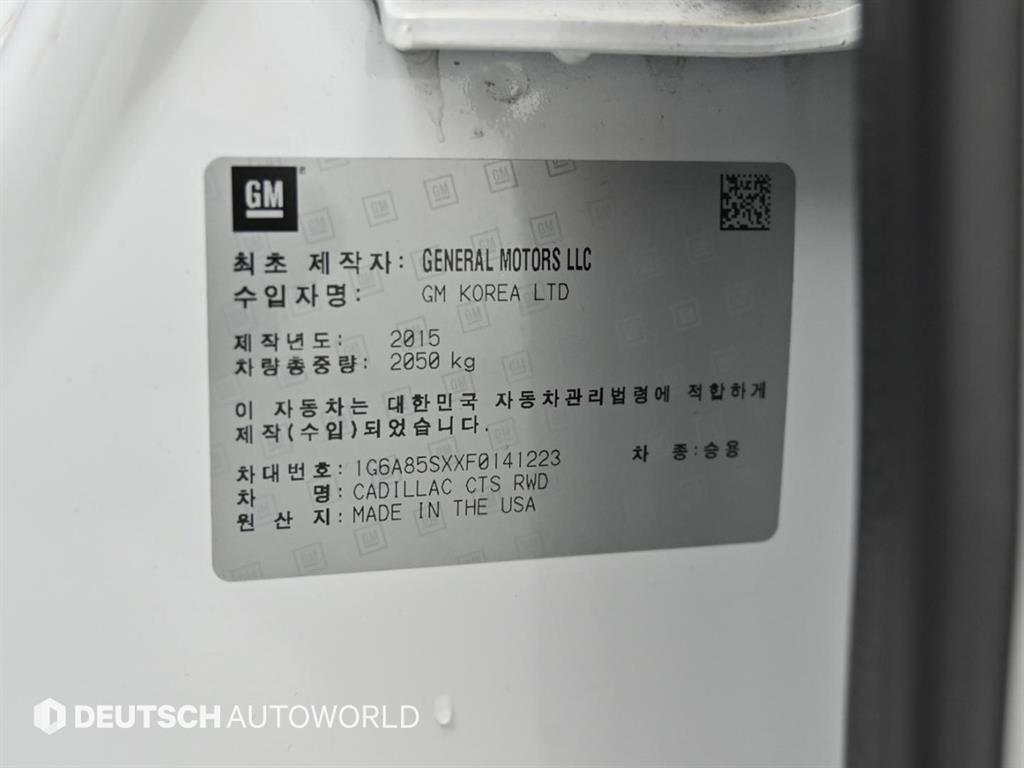 GM
최초 제작자: GENERAL MOTORS LLC
수입자명: GM KOREA LTD
제작년도: 2015
차량총중량: 2050 kg
이 자동차는 대한민국 자동차관리법령에 적합하게
제작(수입)되었습니다.
차대번호: 1G6A85SXXF0141223 차 종:승용
차 명: CADILLAC CTS RWD
원 산 지: MADE IN THE USA
DEUTSCH AUTOWORLD